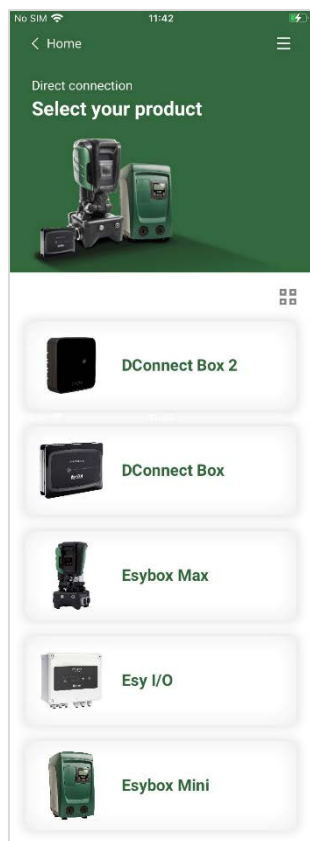 No SIM 11:42
Home
Direct connection
Select your product
DConnect Box 2
DConnect Box
Esybox Max
Esy I/O
Esybox Mini